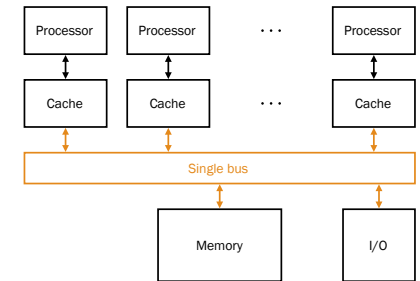 Processor Processor ... Processor
Cache Cache ... Cache
Single bus
Memory I/O